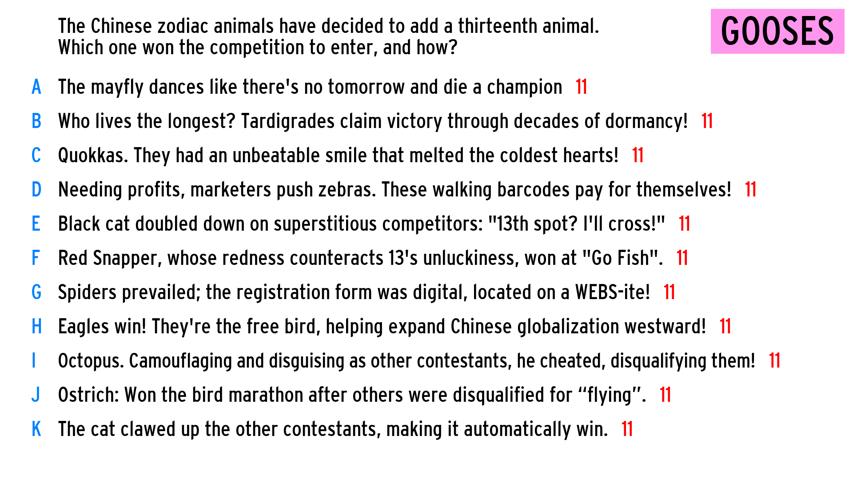 The Chinese zodiac animals have decided to add a thirteenth animal.
Which one won the competition to enter, and how?
GOOSES
A The mayfly dances like there's no tomorrow and die a champion 11
B Who lives the longest? Tardigrades claim victory through decades of dormancy! 11
C Quokkas. They had an unbeatable smile that melted the coldest hearts! 11
D Needing profits, marketers push zebras. These walking barcodes pay for themselves! 11
E Black cat doubled down on superstitious competitors: "13th spot? I'll cross!" 11
F Red Snapper, whose redness counteracts 13's unluckiness, won at "Go Fish". 11
G Spiders prevailed; the registration form was digital, located on a WEBS-ite! 11
H Eagles win! They're the free bird, helping expand Chinese globalization westward! 11
I Octopus. Camouflaging and disguising as other contestants, he cheated, disqualifying them! 11
J Ostrich: Won the bird marathon after others were disqualified for “flying”. 11
K The cat clawed up the other contestants, making it automatically win. 11